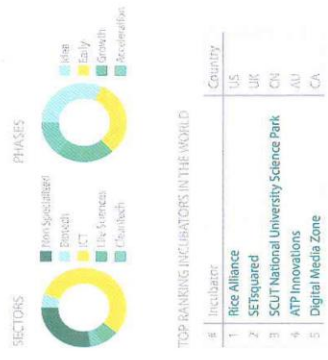 SECTORS
Non specialised
Biotech
ICT
Life Sciences
Cleantech
PHASES
Idea
Early
Growth
Acceleration
TOP RANKING INCUBATORS IN THE WORLD
# Incubator Country
1 Rice Alliance US
2 SETsquared UK
3 SCUT National University Science Park CN
4 ATP Innovations AU
5 Digital Media Zone CA